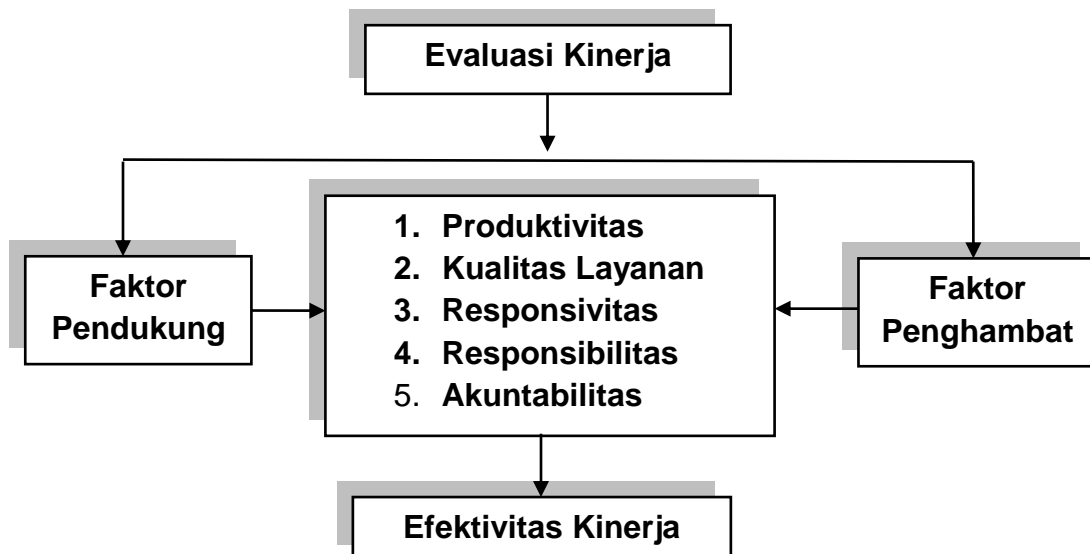 Evaluasi Kinerja
Faktor
Pendukung
1. Produktivitas
2. Kualitas Layanan
3. Responsivitas
4. Responsibilitas
5. Akuntabilitas
Faktor
Penghambat
Efektivitas Kinerja